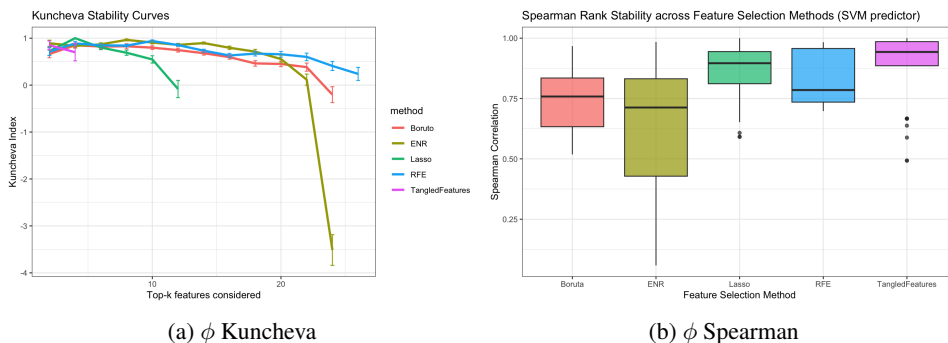 Kuncheva Stability Curves
Kuncheva Index
1
0
-1
-2
-3
-4
10
20
Top-k features considered
method
Boruto
ENR
Lasso
RFE
TangledFeatures
(a) ϕ Kuncheva
Spearman Rank Stability across Feature Selection Methods (SVM predictor)
Spearman Correlation
1.00
0.75
0.50
0.25
Boruta
ENR
Lasso
RFE
TangledFeatures
Feature Selection Method
(b) ϕ Spearman